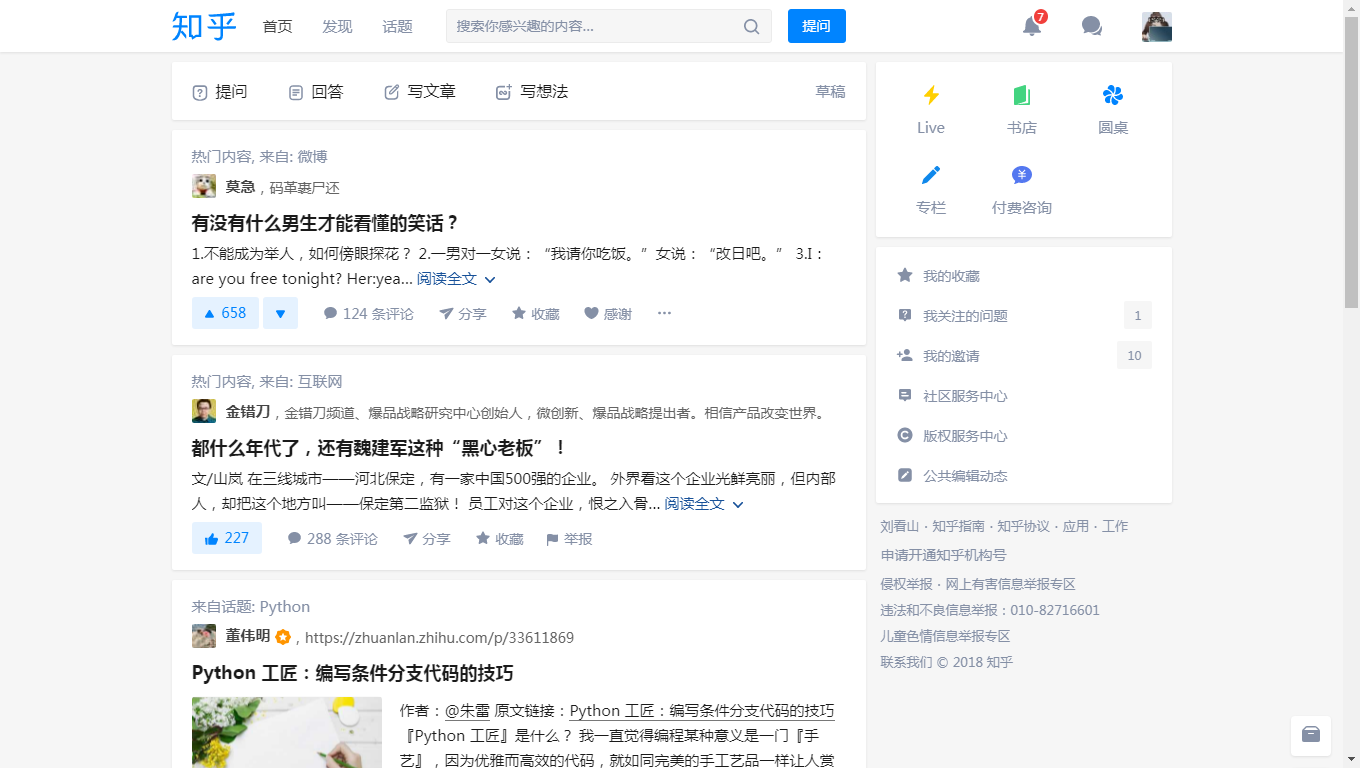 知乎 首页 发现 话题 搜索你感兴趣的内容... 提问 7
提问 回答 写文章 写想法 草稿
热门内容, 来自: 微博
莫急，码革裹尸还
有没有什么男生才能看懂的笑话？
1.不能成为举人，如何傍眼探花？ 2.一男对一女说：“我请你吃饭。”女说：“改日吧。” 3.I：
are you free tonight? Her:yea... 阅读全文
658 124 条评论 分享 收藏 感谢 ···
热门内容, 来自: 互联网
金错刀，金错刀频道、爆品战略研究中心创始人，微创新、爆品战略提出者。相信产品改变世界。
都什么年代了，还有魏建军这种“黑心老板”！
文/山岚 在三线城市——河北保定，有一家中国500强的企业。 外界看这个企业光鲜亮丽，但内部
人，却把这个地方叫——保定第二监狱！ 员工对这个企业，恨之入骨... 阅读全文
227 288 条评论 分享 收藏 举报
来自话题: Python
董伟明，https://zhuanlan.zhihu.com/p/33611869
Python 工匠：编写条件分支代码的技巧
作者：@朱雷 原文链接：Python 工匠：编写条件分支代码的技巧
『Python 工匠』是什么？ 我一直觉得编程某种意义是一门『手
艺』，因为优雅而高效的代码，就如同完美的手工艺品一样让人赏
Live 书店 圆桌
专栏 付费咨询
我的收藏
我关注的问题 1
我的邀请 10
社区服务中心
版权服务中心
公共编辑动态
刘看山 · 知乎指南 · 知乎协议 · 应用 · 工作
申请开通知乎机构号
侵权举报 · 网上有害信息举报专区
违法和不良信息举报：010-82716601
儿童色情信息举报专区
联系我们 © 2018 知乎